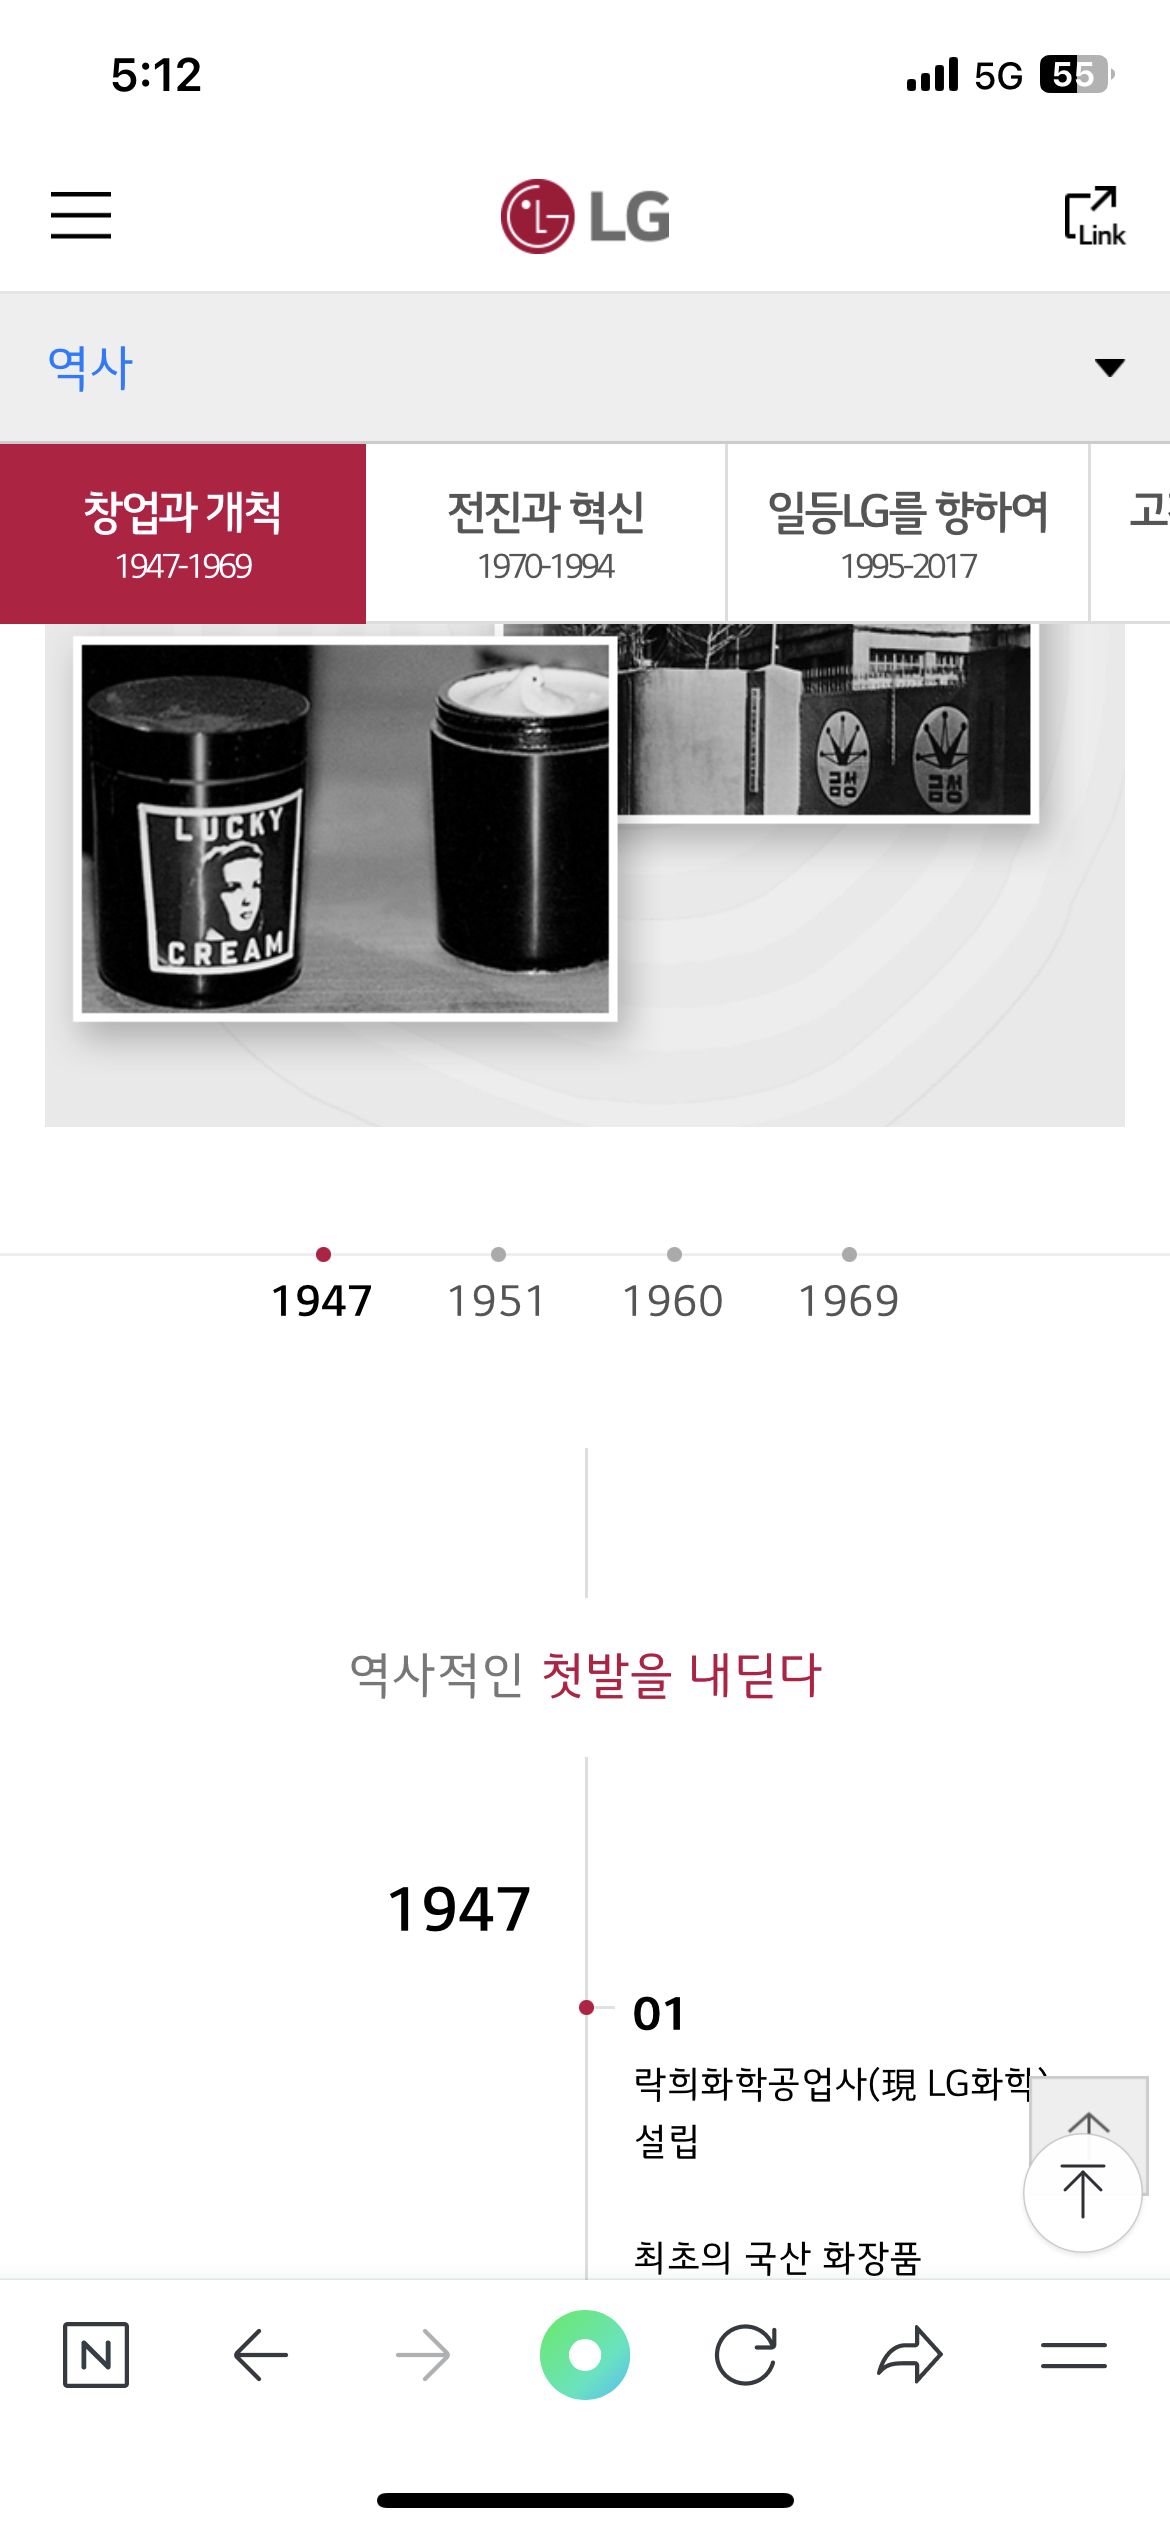 5:12
5G
55
LG
Link
역사
창업과 개척
1947-1969
전진과 혁신
1970-1994
일등LG를 향하여
1995-2017
LUCKY
CREAM
금성
금성
1947
1951
1960
1969
역사적인 첫발을 내딛다
1947
01
락희화학공업사(現 LG화학)
설립
최초의 국산 화장품
N